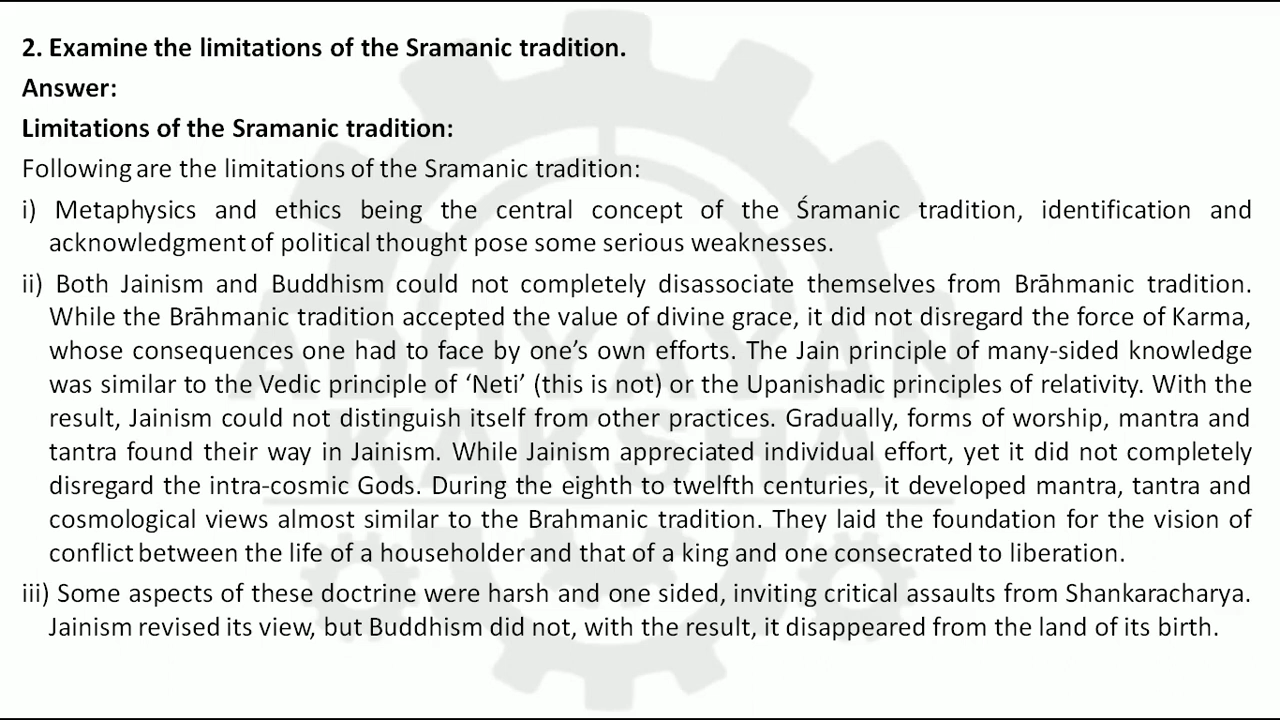 2. Examine the limitations of the Sramanic tradition.
Answer:
Limitations of the Sramanic tradition:
Following are the limitations of the Sramanic tradition:
i) Metaphysics and ethics being the central concept of the Śramanic tradition, identification and
acknowledgment of political thought pose some serious weaknesses.
ii) Both Jainism and Buddhism could not completely disassociate themselves from Brāhmanic tradition.
While the Brāhmanic tradition accepted the value of divine grace, it did not disregard the force of Karma,
whose consequences one had to face by one’s own efforts. The Jain principle of many-sided knowledge
was similar to the Vedic principle of ‘Neti’ (this is not) or the Upanishadic principles of relativity. With the
result, Jainism could not distinguish itself from other practices. Gradually, forms of worship, mantra and
tantra found their way in Jainism. While Jainism appreciated individual effort, yet it did not completely
disregard the intra-cosmic Gods. During the eighth to twelfth centuries, it developed mantra, tantra and
cosmological views almost similar to the Brahmanic tradition. They laid the foundation for the vision of
conflict between the life of a householder and that of a king and one consecrated to liberation.
iii) Some aspects of these doctrine were harsh and one sided, inviting critical assaults from Shankaracharya.
Jainism revised its view, but Buddhism did not, with the result, it disappeared from the land of its birth.
ADHYAYAN
KAKSHA